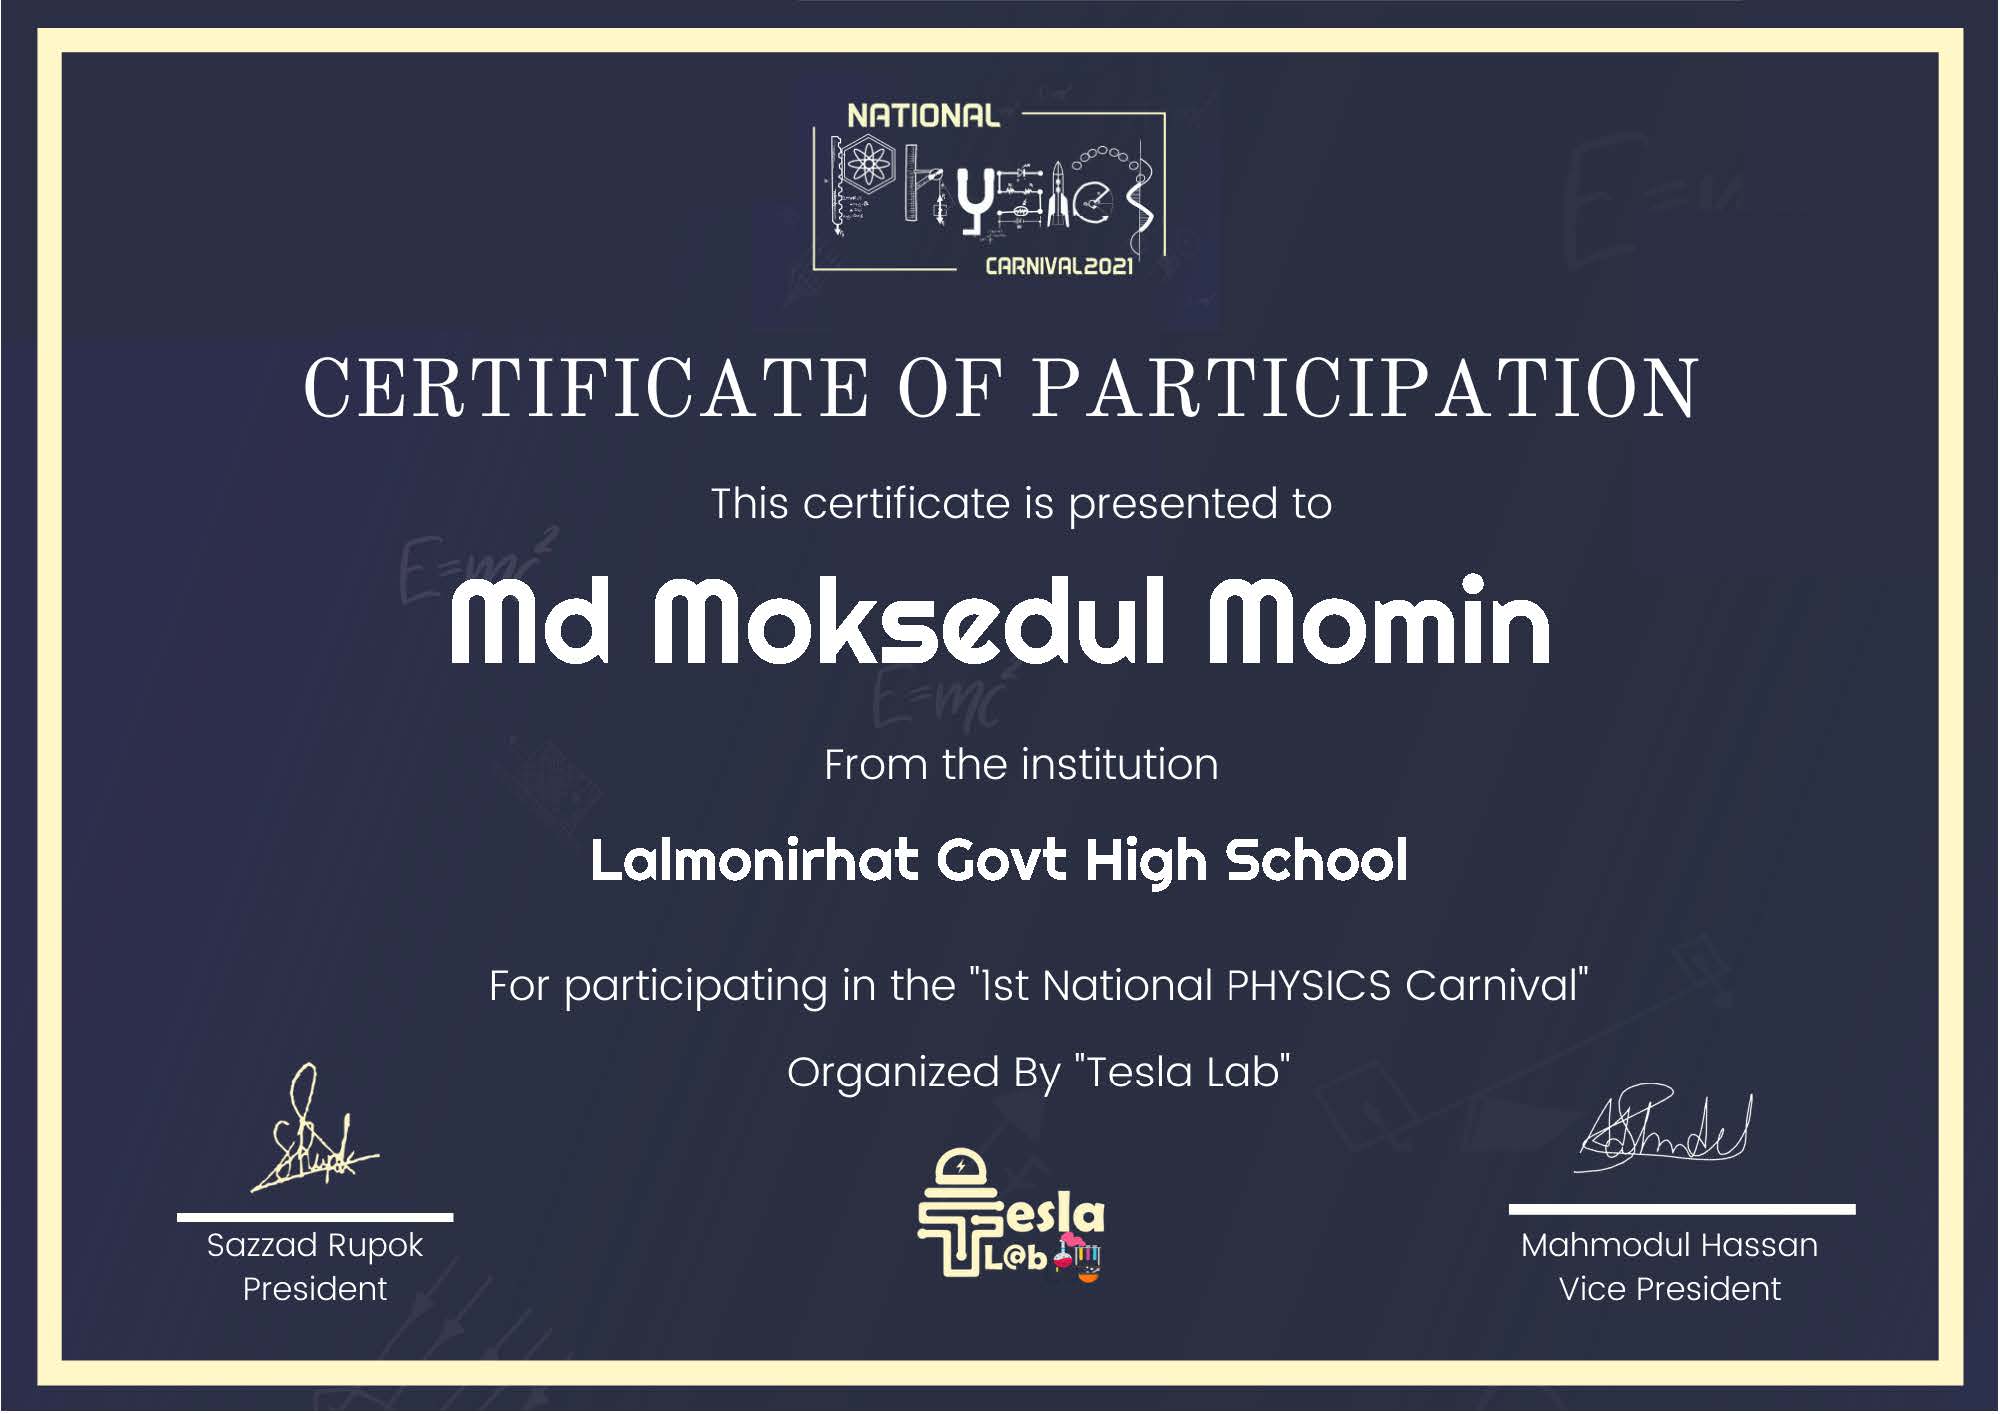 NATIONAL
Physics
CARNIVAL2021
CERTIFICATE OF PARTICIPATION
This certificate is presented to
E=mc²
Md Moksedul Momin
E=mc²
From the institution
Lalmonirhat Govt High School
For participating in the "1st National PHYSICS Carnival"
Organized By "Tesla Lab"
Tesla
L@b
Sazzad Rupok
President
Mahmodul Hassan
Vice President